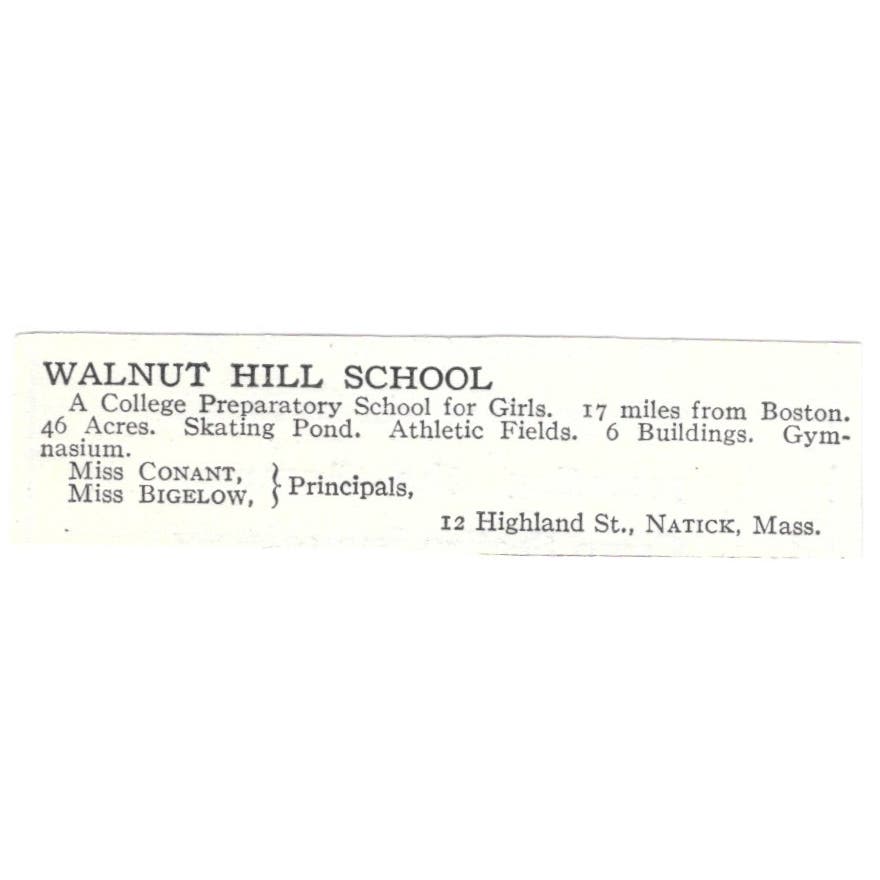 WALNUT HILL SCHOOL
A College Preparatory School for Girls. 17 miles from Boston.
46 Acres. Skating Pond. Athletic Fields. 6 Buildings. Gym-
nasium.
Miss CONANT,
Miss BIGELOW, } Principals,
12 Highland St., NATICK, Mass.